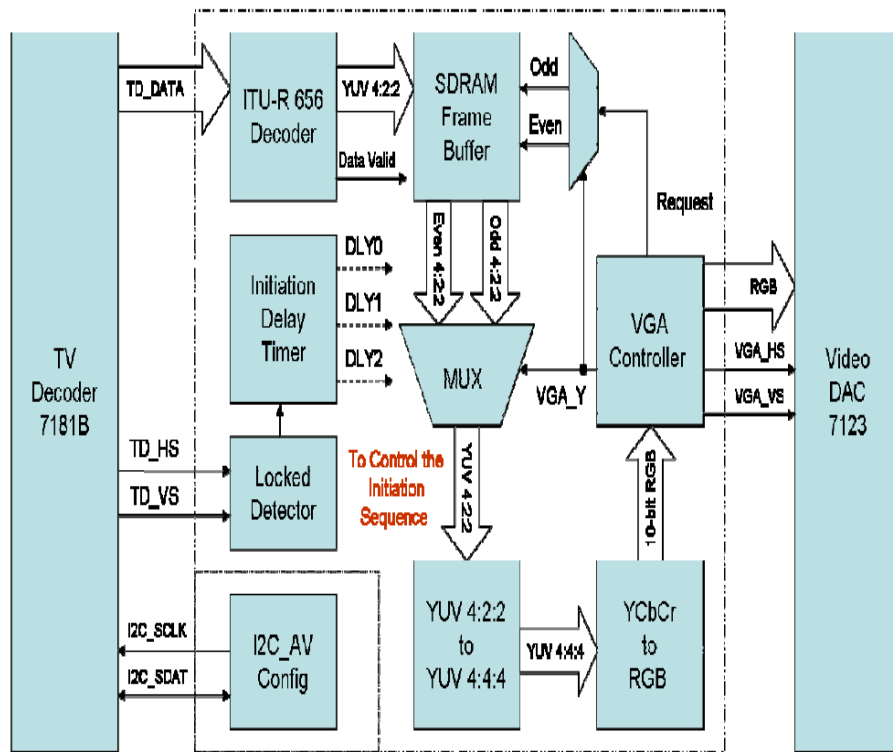 TV
Decoder
7181B
TD_DATA
ITU-R 656
Decoder
YUV 4:2:2
Data Valid
SDRAM
Frame
Buffer
Odd
Even
Request
Even 4:2:2
Odd 4:2:2
Initiation
Delay
Timer
DLY0
DLY1
DLY2
MUX
VGA_Y
VGA
Controller
RGB
VGA_HS
VGA_VS
Video
DAC
7123
TD_HS
TD_VS
Locked
Detector
To Control the
Initiation
Sequence
YUV 4:2:2
10-bit RGB
I2C_SCLK
I2C_SDAT
I2C_AV
Config
YUV 4:2:2
to
YUV 4:4:4
YUV 4:4:4
YCbCr
to
RGB